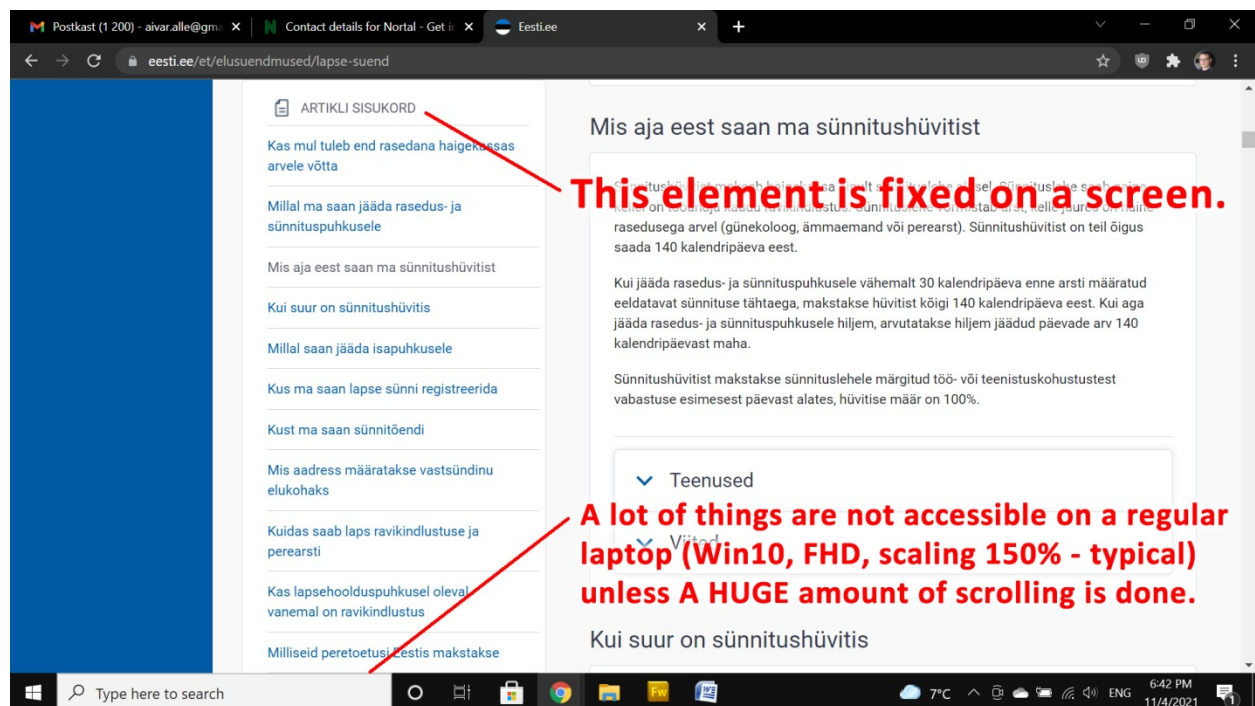 Postkast (1 200) - aivar.alle@gma
Contact details for Nortal - Get in
Eesti.ee
eesti.ee/et/elusuendmused/lapse-suend
ARTIKLI SISUKORD
Kas mul tuleb end rasedana haigekassas
arvele võtta
Millal ma saan jääda rasedus- ja
sünnituspuhkusele
Mis aja eest saan ma sünnitushüvitist
Kui suur on sünnitushüvitis
Millal saan jääda isapuhkusele
Kus ma saan lapse sünni registreerida
Kust ma saan sünnitõendi
Mis aadress määratakse vastsündinu
elukohaks
Kuidas saab laps ravikindlustuse ja
perearsti
Kas lapsehoolduspuhkusel oleval
vanemal on ravikindlustus
Milliseid peretoetusi Eestis makstakse
Mis aja eest saan ma sünnitushüvitist
This element is fixed on a screen.
rasedusega arvel (günekoloog, ämmaemand või perearst). Sünnitushüvitist on teil õigus
saada 140 kalendripäeva eest.
Kui jääda rasedus- ja sünnituspuhkusele vähemalt 30 kalendripäeva enne arsti määratud
eeldatavat sünnituse tähtaega, makstakse hüvitist kõigi 140 kalendripäeva eest. Kui aga
jääda rasedus- ja sünnituspuhkusele hiljem, arvutatakse hiljem jäädud päevade arv 140
kalendripäevast maha.
Sünnitushüvitist makstakse sünnituslehele märgitud töö- või teenistuskohustustest
vabastuse esimesest päevast alates, hüvitise määr on 100%.
Teenused
A lot of things are not accessible on a regular
Viited
laptop (Win10, FHD, scaling 150% - typical)
unless A HUGE amount of scrolling is done.
Kui suur on sünnitushüvitis
Type here to search
Fw
7°C
ENG
6:42 PM
11/4/2021
1